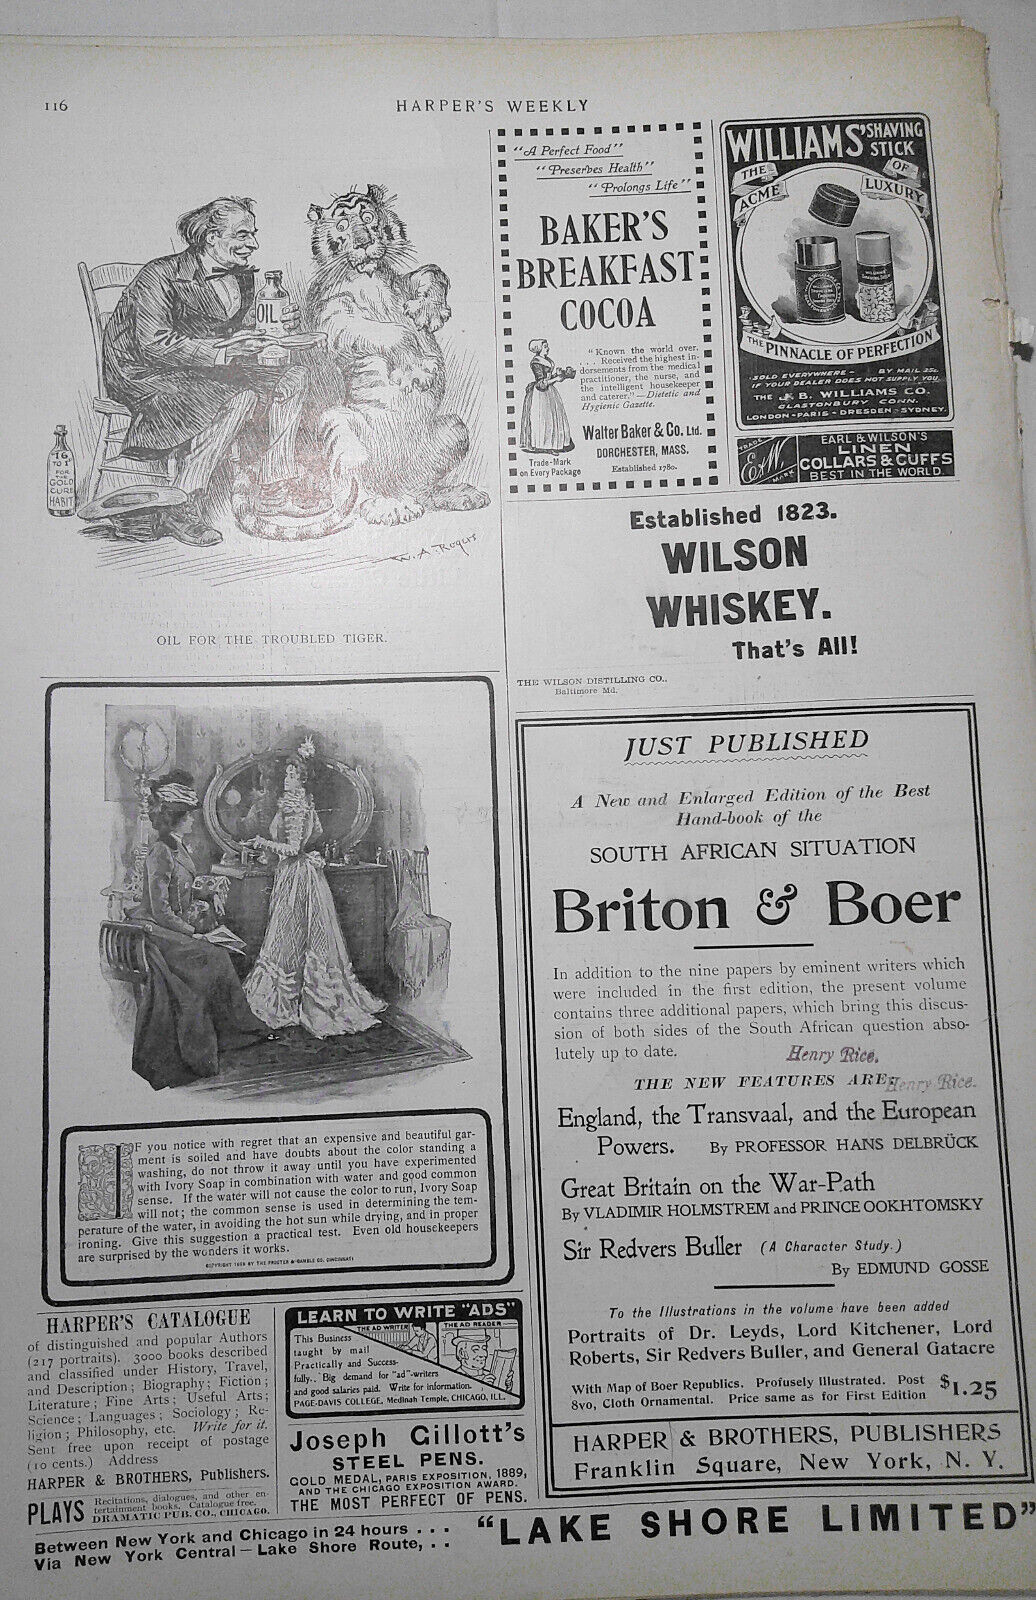 116
HARPER'S WEEKLY
OIL
16
TO 1
FOR
THE
GOLD
CURE
HABIT
W. A. Rogers
OIL FOR THE TROUBLED TIGER.
"A Perfect Food"
"Preserves Health"
"Prolongs Life"
BAKER'S
BREAKFAST
COCOA
"Known the world over.
. . . Received the highest in-
dorsements from the medical
practitioner, the nurse, and
the intelligent housekeeper
and caterer."—Dietetic and
Hygienic Gazette.
Walter Baker & Co. Ltd.
DORCHESTER, MASS.
Established 1780.
Trade-Mark
on Every Package
WILLIAMS' SHAVING
STICK
THE
ACME
OF
LUXURY
THE PINNACLE OF PERFECTION
SOLD EVERYWHERE — BY MAIL 25c.
IF YOUR DEALER DOES NOT SUPPLY YOU
THE J. B. WILLIAMS CO.
GLASTONBURY CONN.
LONDON - PARIS - DRESDEN - SYDNEY.
TRADE
E&W
MARK
EARL & WILSON'S
LINEN
COLLARS & CUFFS
BEST IN THE WORLD.
Established 1823.
WILSON
WHISKEY.
That's All!
THE WILSON DISTILLING CO.,
Baltimore Md.
IF you notice with regret that an expensive and beautiful gar-
ment is soiled and have doubts about the color standing a
washing, do not throw it away until you have experimented
with Ivory Soap in combination with water and good common
sense. If the water will not cause the color to run, Ivory Soap
will not; the common sense is used in determining the tem-
perature of the water, in avoiding the hot sun while drying, and in proper
ironing. Give this suggestion a practical test. Even old housekeepers
are surprised by the wonders it works.
COPYRIGHT 1899 BY THE PROCTER & GAMBLE CO. CINCINNATI
JUST PUBLISHED
A New and Enlarged Edition of the Best
Hand-book of the
SOUTH AFRICAN SITUATION
Briton & Boer
In addition to the nine papers by eminent writers which
were included in the first edition, the present volume
contains three additional papers, which bring this discus-
sion of both sides of the South African question abso-
lutely up to date.
Henry Rice.
THE NEW FEATURES ARE:
Henry Rice.
England, the Transvaal, and the European
Powers. By PROFESSOR HANS DELBRÜCK
Great Britain on the War-Path
By VLADIMIR HOLMSTREM and PRINCE OOKHTOMSKY
Sir Redvers Buller (A Character Study.)
By EDMUND GOSSE
To the Illustrations in the volume have been added
Portraits of Dr. Leyds, Lord Kitchener, Lord
Roberts, Sir Redvers Buller, and General Gatacre
With Map of Boer Republics. Profusely Illustrated. Post
8vo, Cloth Ornamental. Price same as for First Edition
$1.25
HARPER & BROTHERS, PUBLISHERS
Franklin Square, New York, N. Y.
HARPER'S CATALOGUE
of distinguished and popular Authors
(217 portraits). 3000 books described
and classified under History, Travel,
and Description; Biography; Fiction;
Literature; Fine Arts; Useful Arts;
Science; Languages; Sociology; Re-
ligion; Philosophy, etc. Write for it.
Sent free upon receipt of postage
(10 cents.) Address
HARPER & BROTHERS, Publishers.
PLAYS
Recitations, dialogues, and other en-
tertainment books. Catalogue free.
DRAMATIC PUB. CO., CHICAGO.
LEARN TO WRITE "ADS"
THE AD WRITER
THE AD READER
This Business
taught by mail
Practically and Success-
fully.. Big demand for "ad"-writers
and good salaries paid. Write for information.
PAGE-DAVIS COLLEGE, Medinah Temple, CHICAGO, ILL.
Joseph Gillott's
STEEL PENS.
GOLD MEDAL, PARIS EXPOSITION, 1889,
AND THE CHICAGO EXPOSITION AWARD.
THE MOST PERFECT OF PENS.
Between New York and Chicago in 24 hours . . .
Via New York Central—Lake Shore Route, . .
"LAKE SHORE LIMITED"